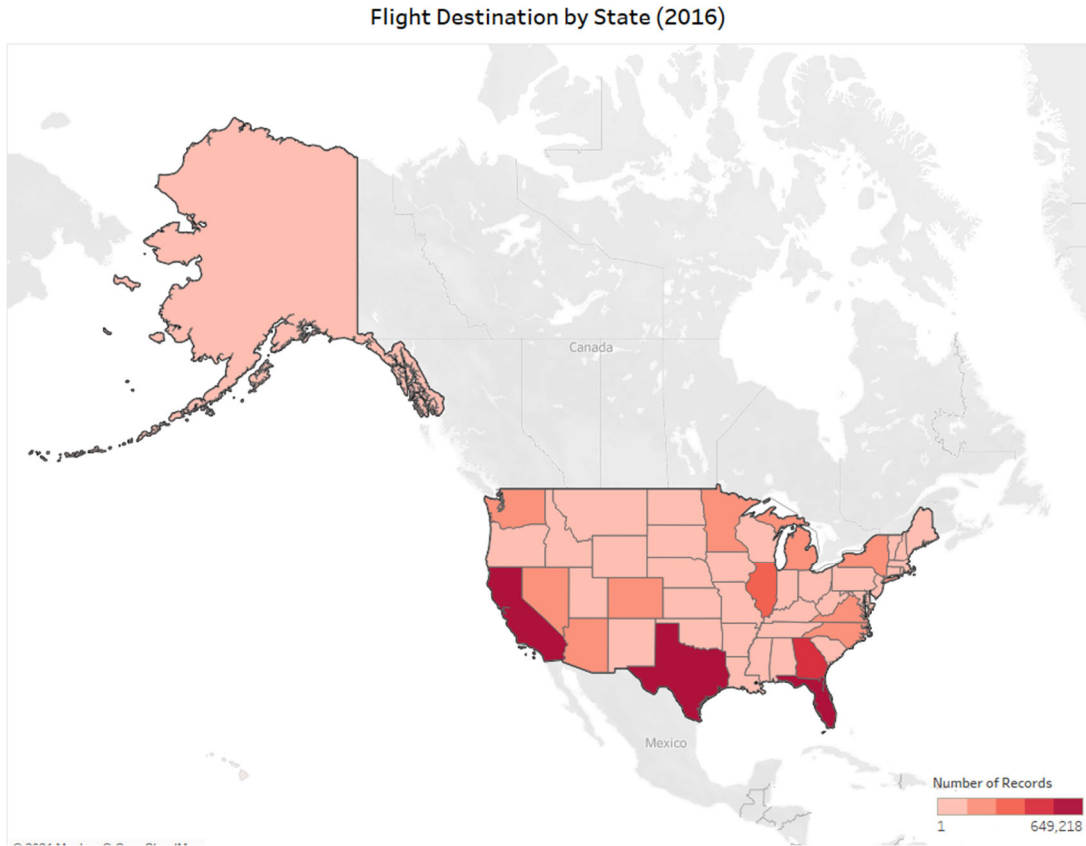 Flight Destination by State (2016)
Canada
Mexico
Number of Records
1 649,218